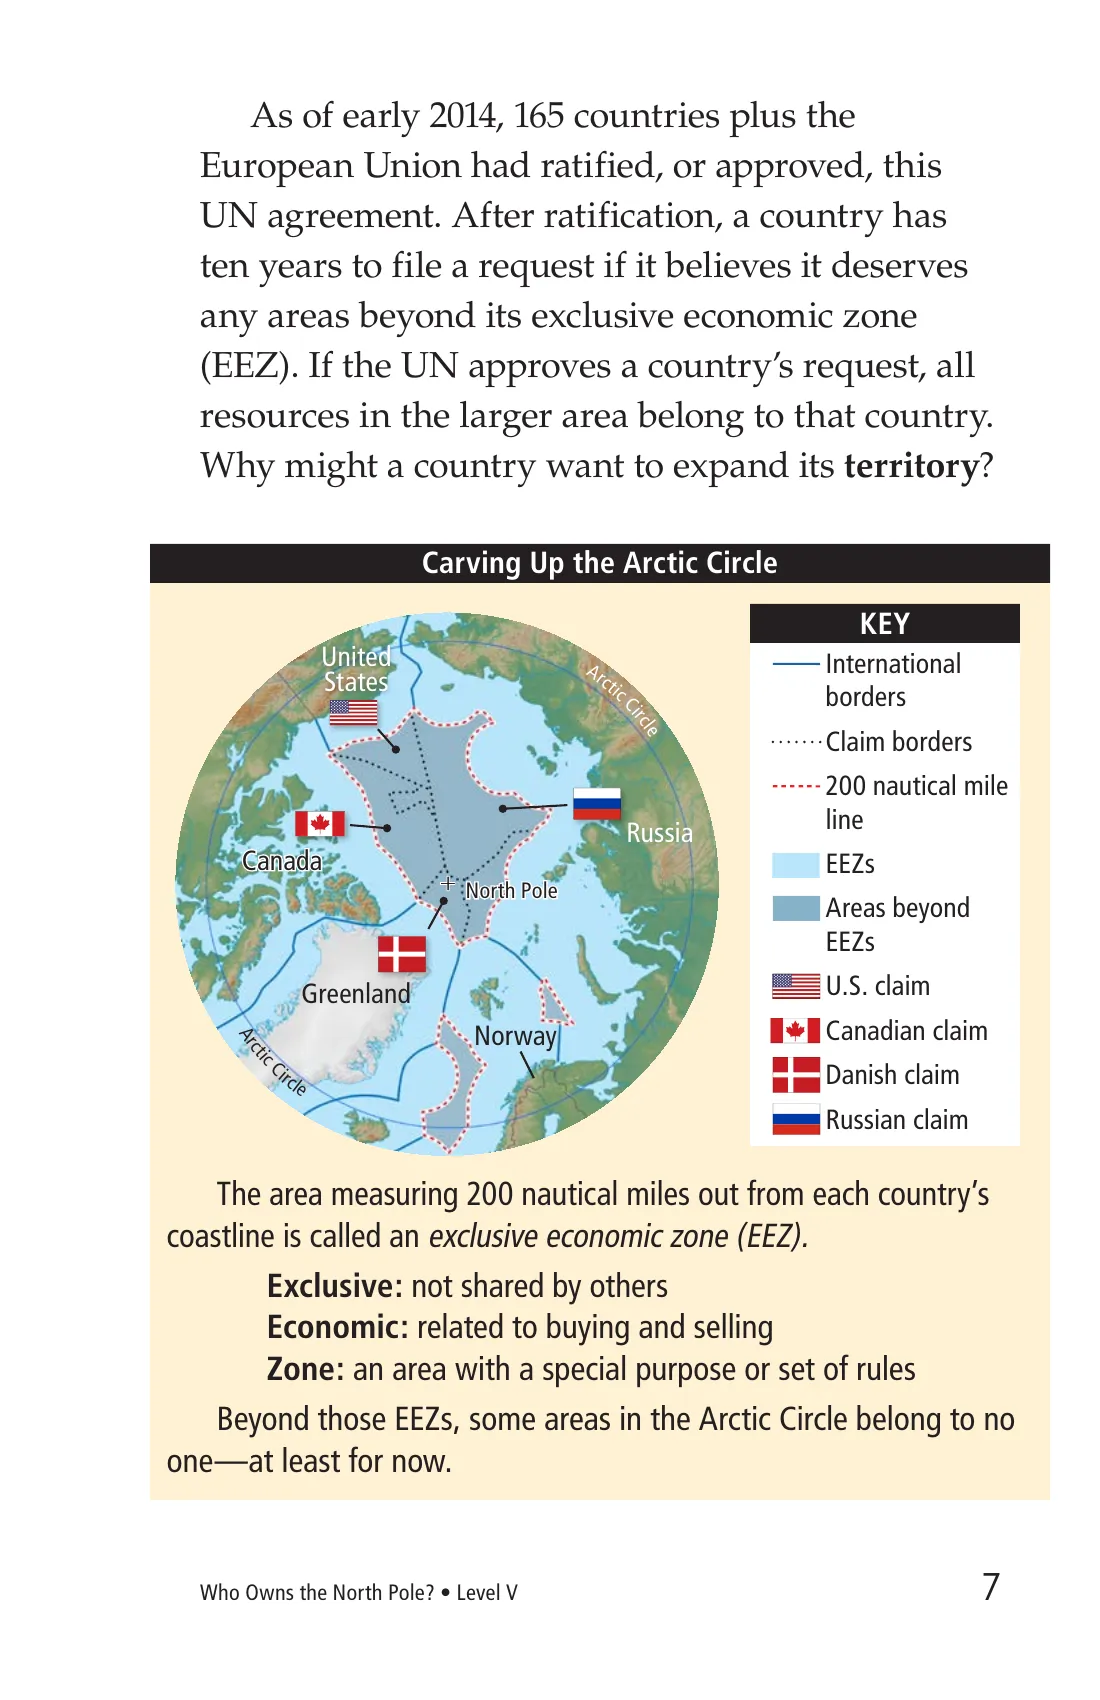 As of early 2014, 165 countries plus the
European Union had ratified, or approved, this
UN agreement. After ratification, a country has
ten years to file a request if it believes it deserves
any areas beyond its exclusive economic zone
(EEZ). If the UN approves a country’s request, all
resources in the larger area belong to that country.
Why might a country want to expand its territory?
Carving Up the Arctic Circle
United
States
Arctic Circle
Russia
Canada
North Pole
Greenland
Norway
Arctic Circle
KEY
International
borders
Claim borders
200 nautical mile
line
EEZs
Areas beyond
EEZs
U.S. claim
Canadian claim
Danish claim
Russian claim
The area measuring 200 nautical miles out from each country’s
coastline is called an exclusive economic zone (EEZ).
Exclusive: not shared by others
Economic: related to buying and selling
Zone: an area with a special purpose or set of rules
Beyond those EEZs, some areas in the Arctic Circle belong to no
one—at least for now.
Who Owns the North Pole? • Level V
7